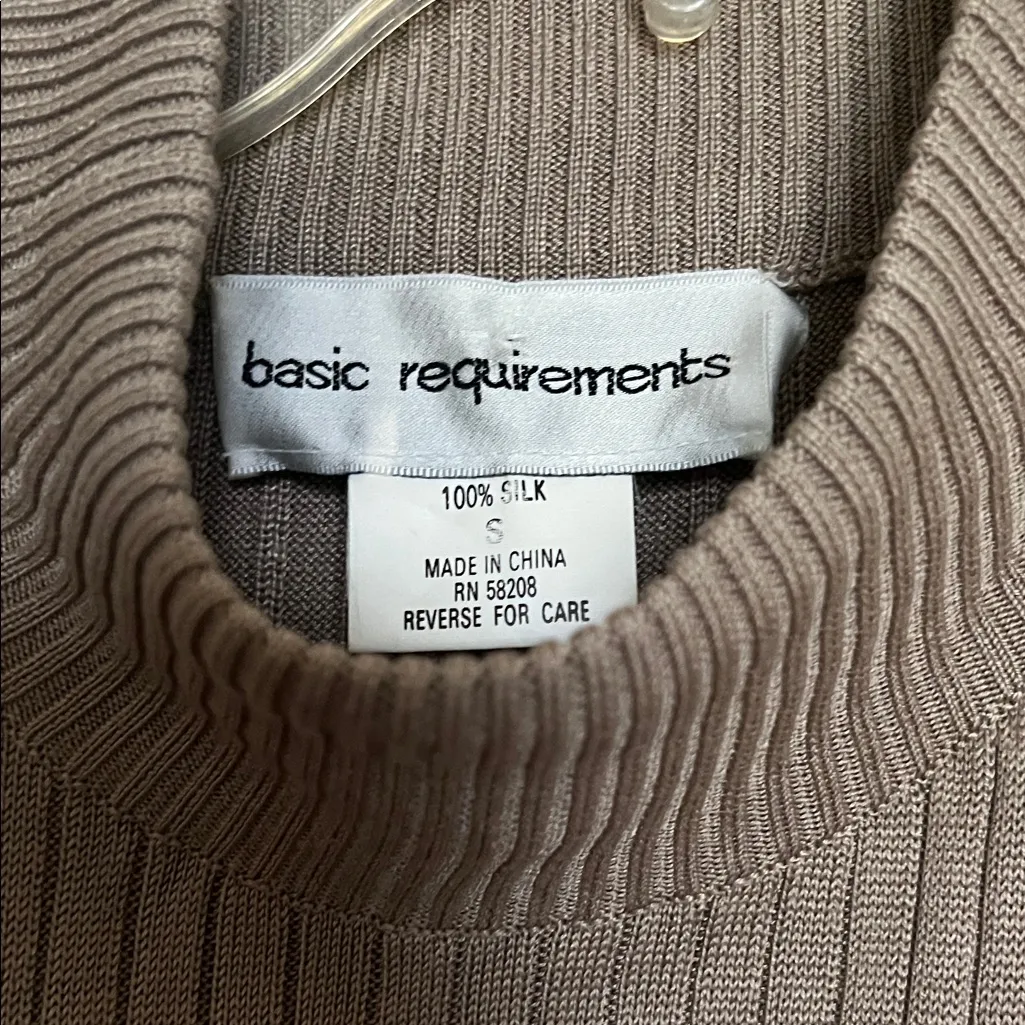 basic requirements
100% SILK
S
MADE IN CHINA
RN 58208
REVERSE FOR CARE